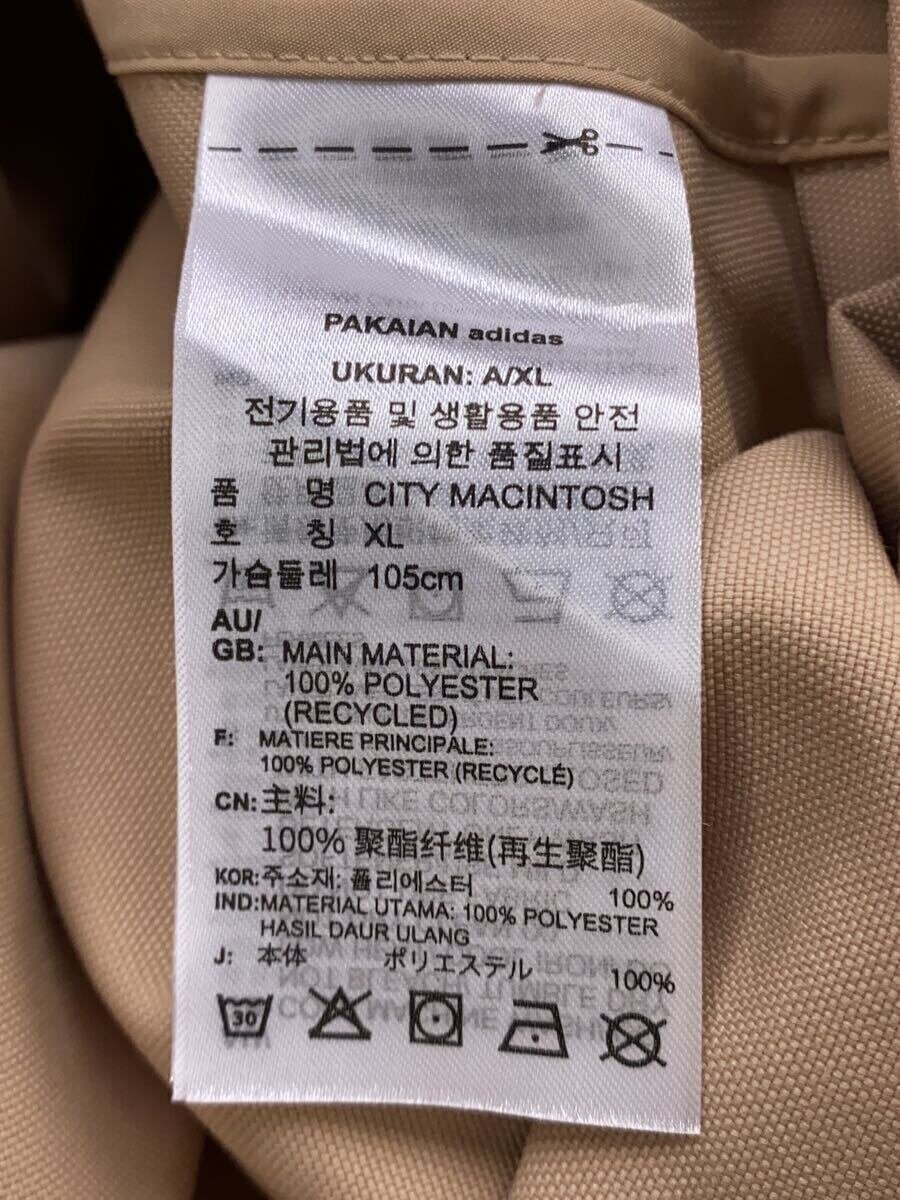 PAKAIAN adidas
UKURAN: A/XL
전기용품 및 생활용품 안전
관리법에 의한 품질표시
품 명 CITY MACINTOSH
호 칭 XL
가슴둘레 105cm
AU/
GB: MAIN MATERIAL:
100% POLYESTER
(RECYCLED)
F: MATIERE PRINCIPALE:
100% POLYESTER (RECYCLÉ)
CN: 主料:
100% 聚酯纤维(再生聚酯)
KOR: 주소재: 폴리에스터 100%
IND: MATERIAL UTAMA: 100% POLYESTER
HASIL DAUR ULANG
J: 本体 ポリエステル 100%
30